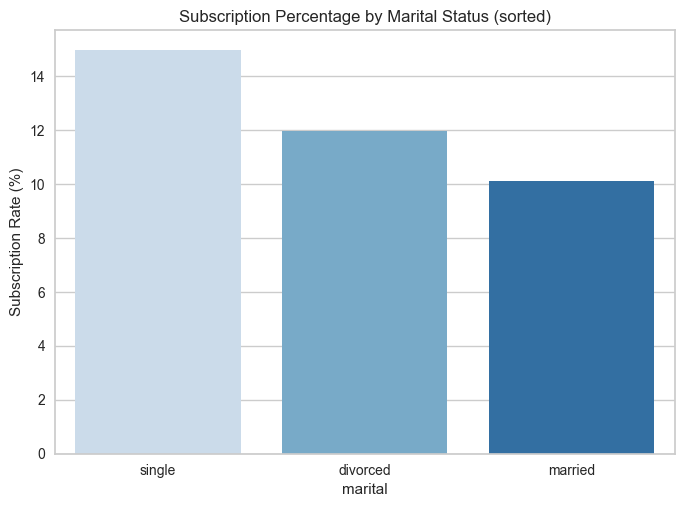 Subscription Percentage by Marital Status (sorted)
Subscription Rate (%)
14
12
10
8
6
4
2
0
single divorced married
marital